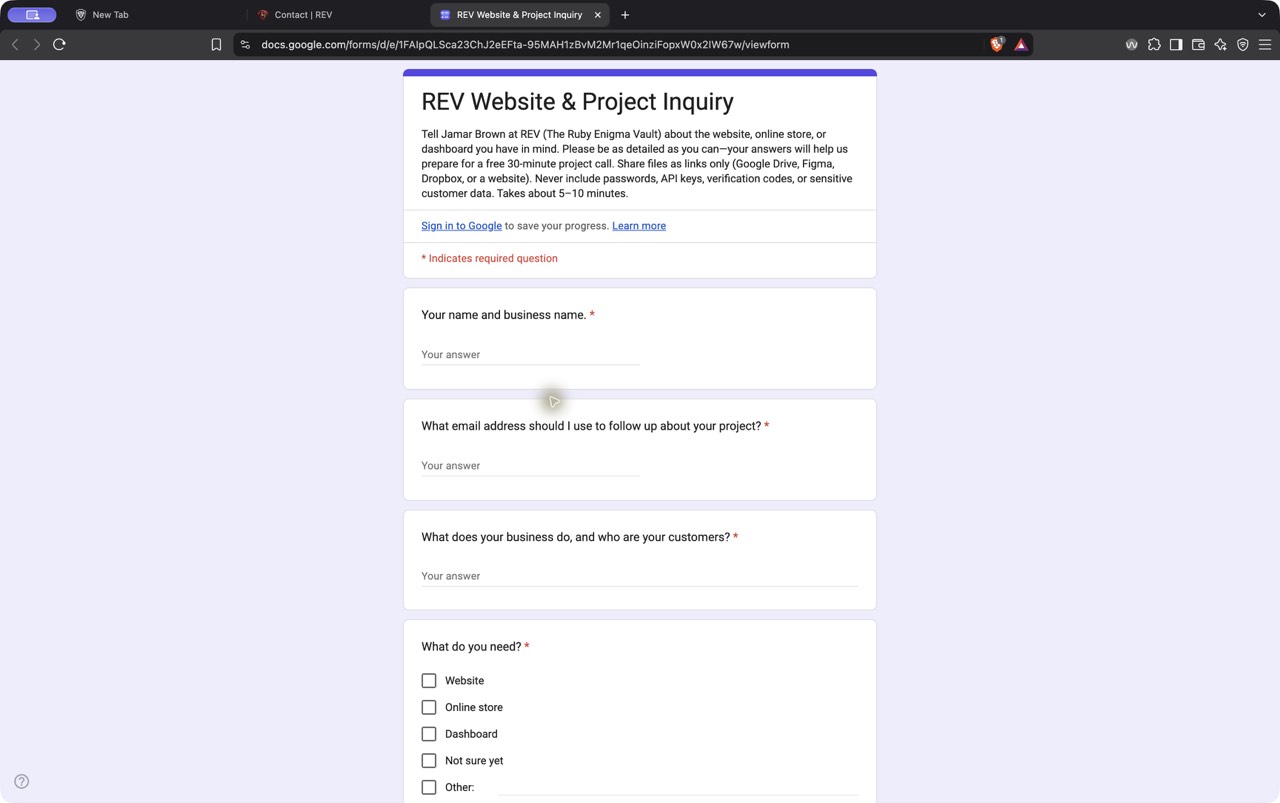 New Tab
Contact | REV
REV Website & Project Inquiry
docs.google.com/forms/d/e/1FAIpQLSca23ChJ2eEFta-95MAH1zBvM2Mr1qeOinziFopxW0x2IW67w/viewform
1
REV Website & Project Inquiry
Tell Jamar Brown at REV (The Ruby Enigma Vault) about the website, online store, or
dashboard you have in mind. Please be as detailed as you can—your answers will help us
prepare for a free 30-minute project call. Share files as links only (Google Drive, Figma,
Dropbox, or a website). Never include passwords, API keys, verification codes, or sensitive
customer data. Takes about 5–10 minutes.
Sign in to Google to save your progress. Learn more
* Indicates required question
Your name and business name. *
Your answer
What email address should I use to follow up about your project? *
Your answer
What does your business do, and who are your customers? *
Your answer
What do you need? *
Website
Online store
Dashboard
Not sure yet
Other: